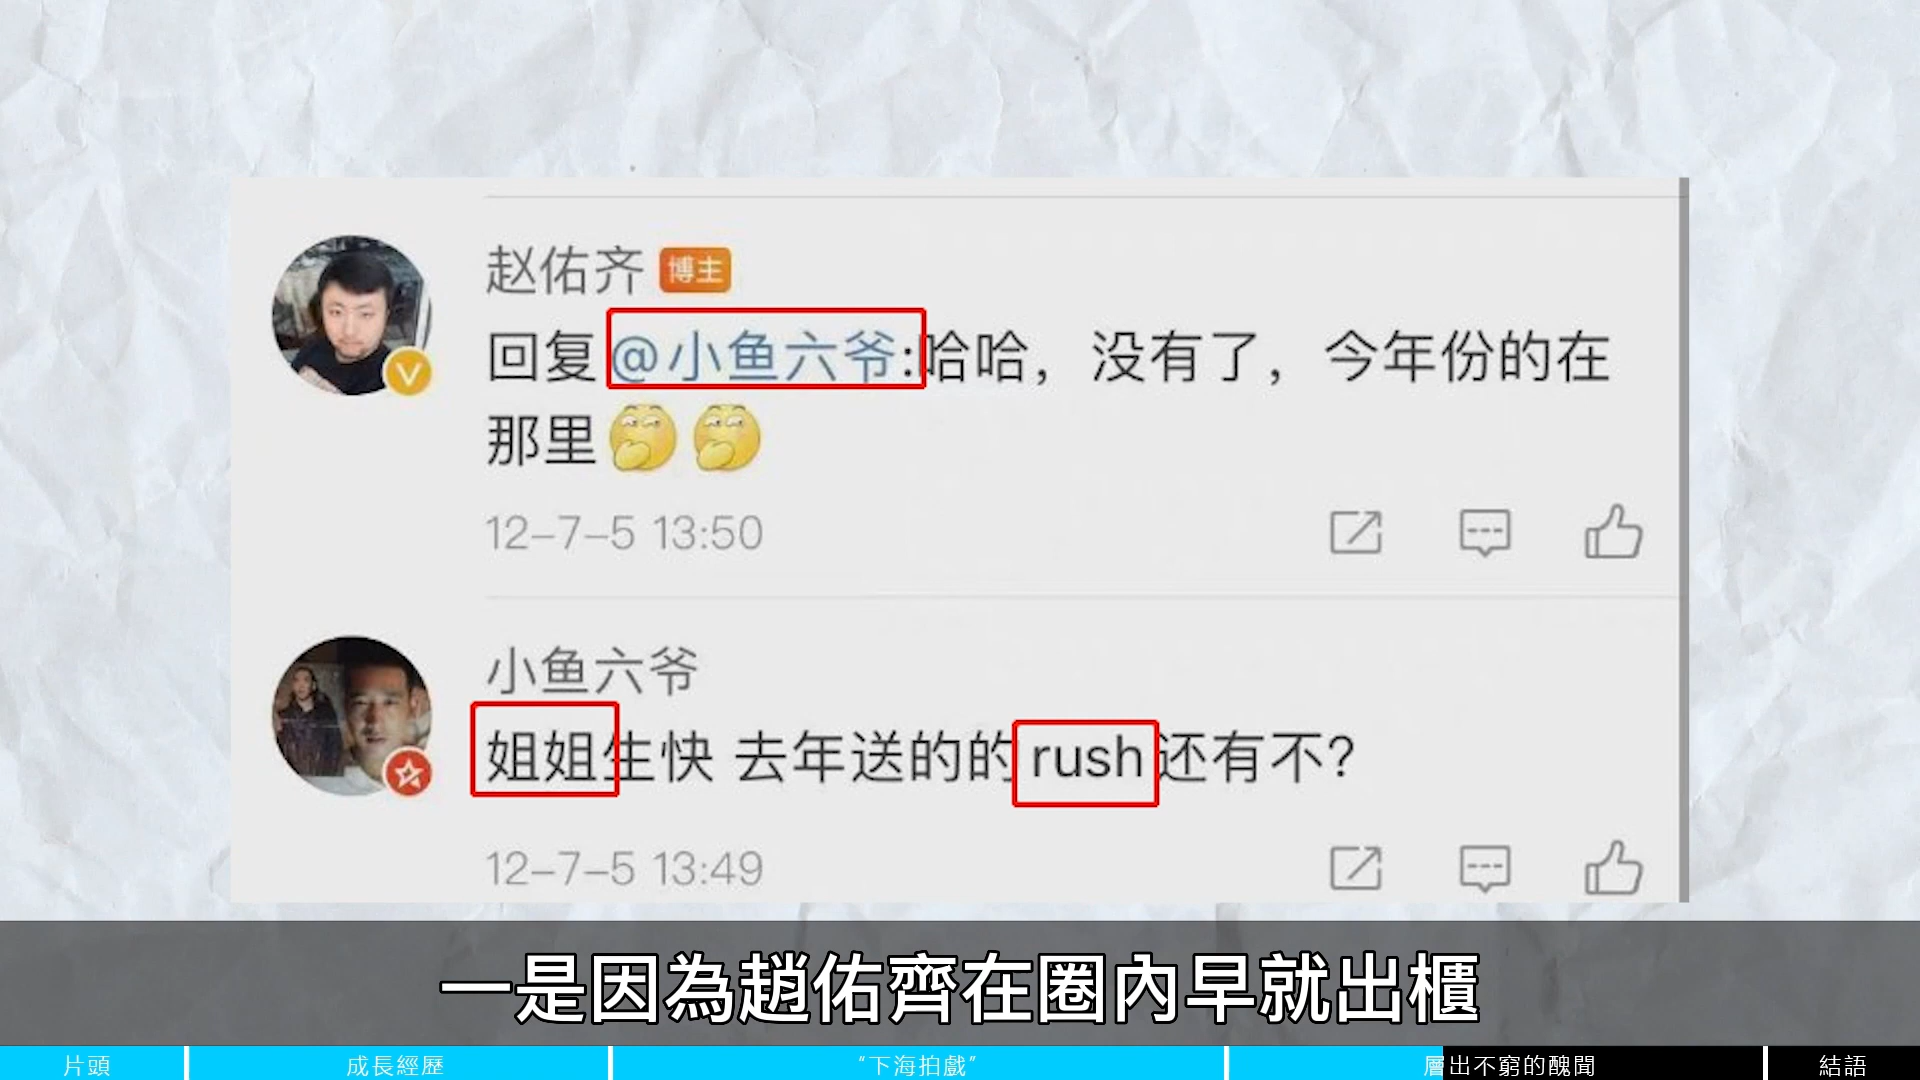 赵佑齐 博主
回复@小鱼六爷:哈哈，没有了，今年份的在
那里
12-7-5 13:50
小鱼六爷
姐姐生快 去年送的的 rush还有不?
12-7-5 13:49
一是因為趙佑齊在圈內早就出櫃
片頭 成長經歷 “下海拍戲” 層出不窮的醜聞 結語